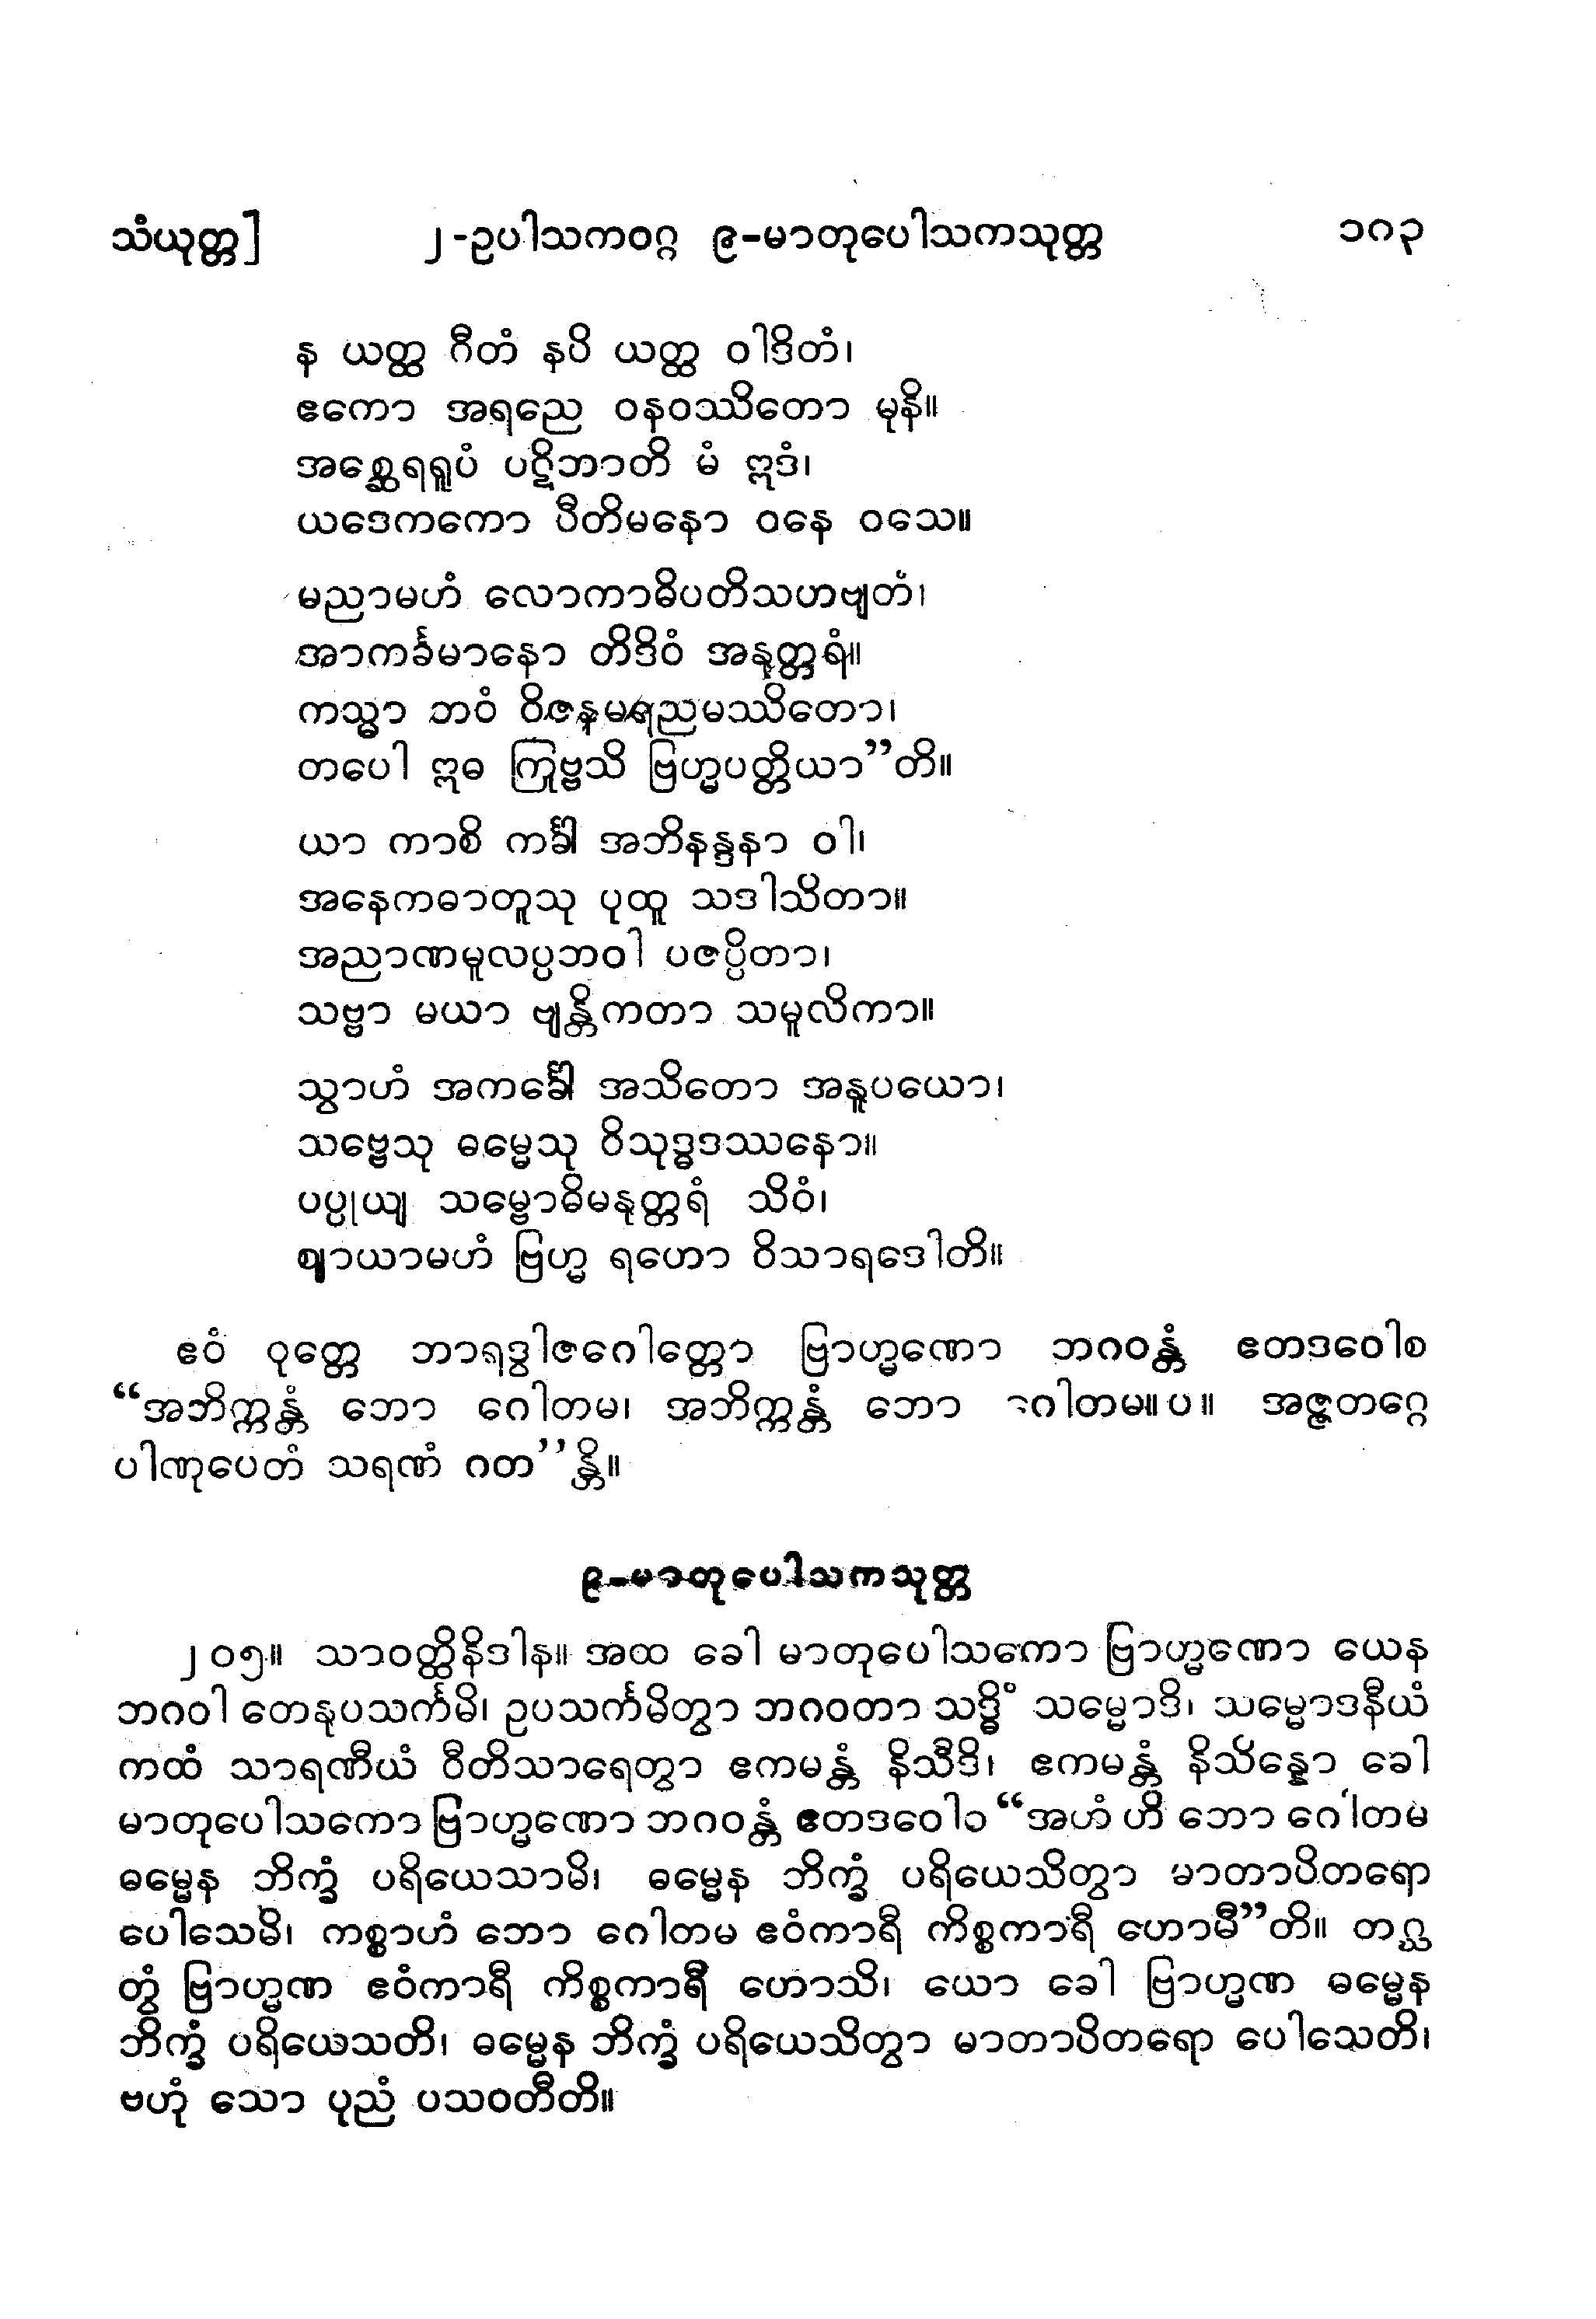 သံယုတ္တ] ၂-ဥပါသကဝဂ္ဂ ၉-မာတုပေါသကသုတ္တ ၁၈၃
န ယတ္ထ ဂီတံ နပိ ယတ္ထ ဝါဒိတံ၊
ဧကော အရညေ ဝနဝဿိတော မုနိ။
အစ္ဆေရရူပံ ပဋိဘာတိ မံ ဣဒံ၊
ယဒေကကော ပီတိမနော ဝနေ ဝသေ။
မညာမဟံ လောကာဓိပတိသဟဗျတံ၊
အာကင်္ခမာနော တိဒိဝံ အနုတ္တရံ။
ကသ္မာ ဘဝံ ဝိဇနမရညမဿိတော၊
တပေါ ဣဓ ကြုဗ္ဗသိ ဗြဟ္မပတ္တိယာ”တိ။
ယာ ကာစိ ကင်္ခါ အဘိနန္ဒနာ ဝါ၊
အနေကဓာတူသု ပုထူ သဒါသိတာ။
အညာဏမူလပ္ပဘဝါ ပဇပ္ပိတာ၊
သဗ္ဗာ မယာ ဗျန္တိကတာ သမူလိကာ။
သွာဟံ အကင်္ခေါ အသိတော အနူပယော၊
သဗ္ဗေသု ဓမ္မေသု ဝိသုဒ္ဓဒဿနော။
ပပ္ပုယျ သမ္ဗောဓိမနုတ္တရံ သိဝံ၊
ဈာယာမဟံ ဗြဟ္မ ရဟော ဝိသာရဒေါတိ။
ဧဝံ ဝုတ္တေ ဘာရဒွါဇဂေါတ္တော ဗြာဟ္မဏော ဘဂဝန္တံ ဧတဒဝေါစ
“အဘိက္ကန္တံ ဘော ဂေါတမ၊ အဘိက္ကန္တံ ဘော ဂေါတမ။ပ။ အဇ္ဇတဂ္ဂေ
ပါဏုပေတံ သရဏံ ဂတ”န္တိ။
၉-မာတုပေါသကသုတ္တ
၂၀၅။ သာဝတ္ထိနိဒါန။ အထ ခေါ မာတုပေါသကော ဗြာဟ္မဏော ယေန
ဘဂဝါ တေနုပသင်္ကမိ၊ ဥပသင်္ကမိတွာ ဘဂဝတာ သဒ္ဓိံ သမ္မောဒိ၊ သမ္မောဒနီယံ
ကထံ သာရဏီယံ ဝီတိသာရေတွာ ဧကမန္တံ နိသီဒိ၊ ဧကမန္တံ နိသိန္နော ခေါ
မာတုပေါသကော ဗြာဟ္မဏော ဘဂဝန္တံ ဧတဒဝေါစ “အဟံ ဟိ ဘော ဂေါတမ
ဓမ္မေန ဘိက္ခံ ပရိယေသာမိ၊ ဓမ္မေန ဘိက္ခံ ပရိယေသိတွာ မာတာပိတရော
ပေါသေမိ၊ ကစ္စာဟံ ဘော ဂေါတမ ဧဝံကာရီ ကိစ္စကာရီ ဟောမီ”တိ။ တဂ္ဃ
တွံ ဗြာဟ္မဏ ဧဝံကာရီ ကိစ္စကာရီ ဟောသိ၊ ယော ခေါ ဗြာဟ္မဏ ဓမ္မေန
ဘိက္ခံ ပရိယေသတိ၊ ဓမ္မေန ဘိက္ခံ ပရိယေသိတွာ မာတာပိတရော ပေါသေတိ၊
ဗဟုံ သော ပုညံ ပသဝတီတိ။